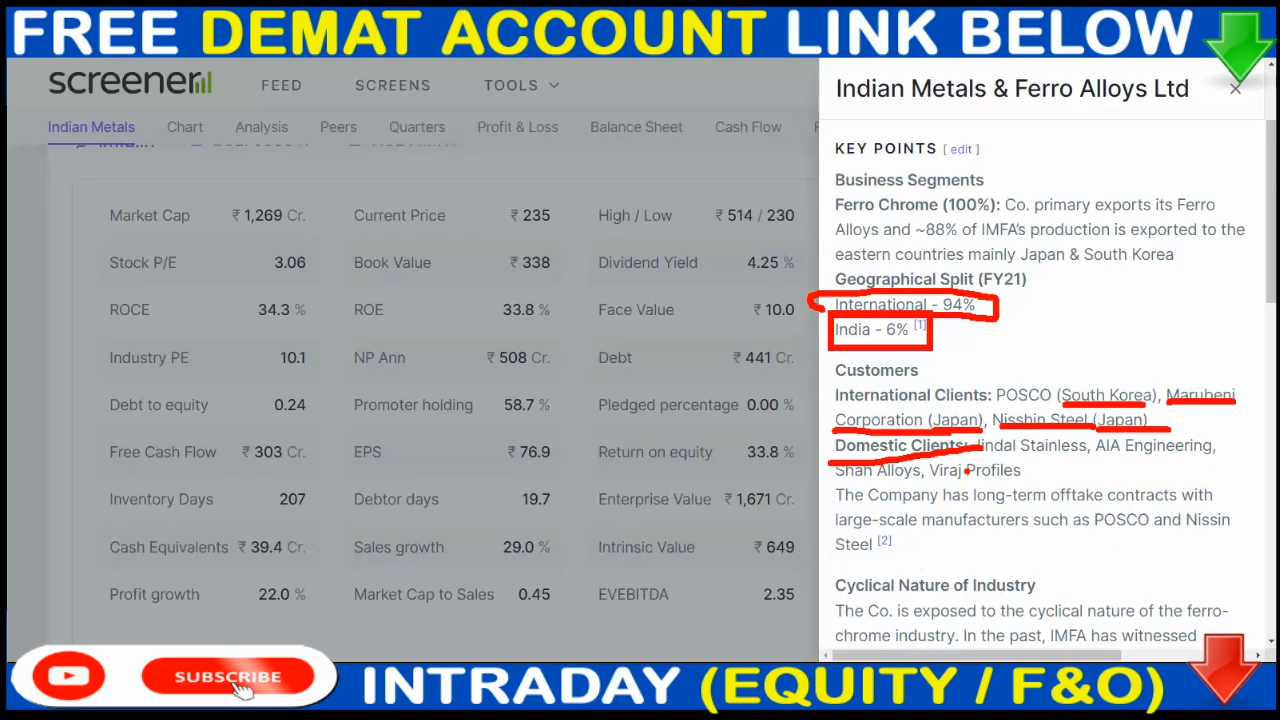 FREE DEMAT ACCOUNT LINK BELOW
screener
FEED
SCREENS
TOOLS
Indian Metals
Chart
Analysis
Peers
Quarters
Profit & Loss
Balance Sheet
Cash Flow
Market Cap ₹ 1,269 Cr.
Current Price ₹ 235
High / Low ₹ 514 / 230
Stock P/E 3.06
Book Value ₹ 338
Dividend Yield 4.25 %
ROCE 34.3 %
ROE 33.8 %
Face Value ₹ 10.0
Industry PE 10.1
NP Ann ₹ 508 Cr.
Debt ₹ 441 Cr.
Debt to equity 0.24
Promoter holding 58.7 %
Pledged percentage 0.00 %
Free Cash Flow ₹ 303 Cr.
EPS ₹ 76.9
Return on equity 33.8 %
Inventory Days 207
Debtor days 19.7
Enterprise Value ₹ 1,671 Cr.
Cash Equivalents ₹ 39.4 Cr.
Sales growth 29.0 %
Intrinsic Value ₹ 649
Profit growth 22.0 %
Market Cap to Sales 0.45
EVEBITDA 2.35
Indian Metals & Ferro Alloys Ltd
KEY POINTS [ edit ]
Business Segments
Ferro Chrome (100%): Co. primary exports its Ferro
Alloys and ~88% of IMFA's production is exported to the
eastern countries mainly Japan & South Korea
Geographical Split (FY21)
International - 94%
India - 6% [1]
Customers
International Clients: POSCO (South Korea), Marubeni
Corporation (Japan), Nisshin Steel (Japan)
Domestic Clients: Jindal Stainless, AIA Engineering,
Shah Alloys, Viraj Profiles
The Company has long-term offtake contracts with
large-scale manufacturers such as POSCO and Nissin
Steel [2]
Cyclical Nature of Industry
The Co. is exposed to the cyclical nature of the ferro-
chrome industry. In the past, IMFA has witnessed
SUBSCRIBE
INTRADAY (EQUITY / F&O)